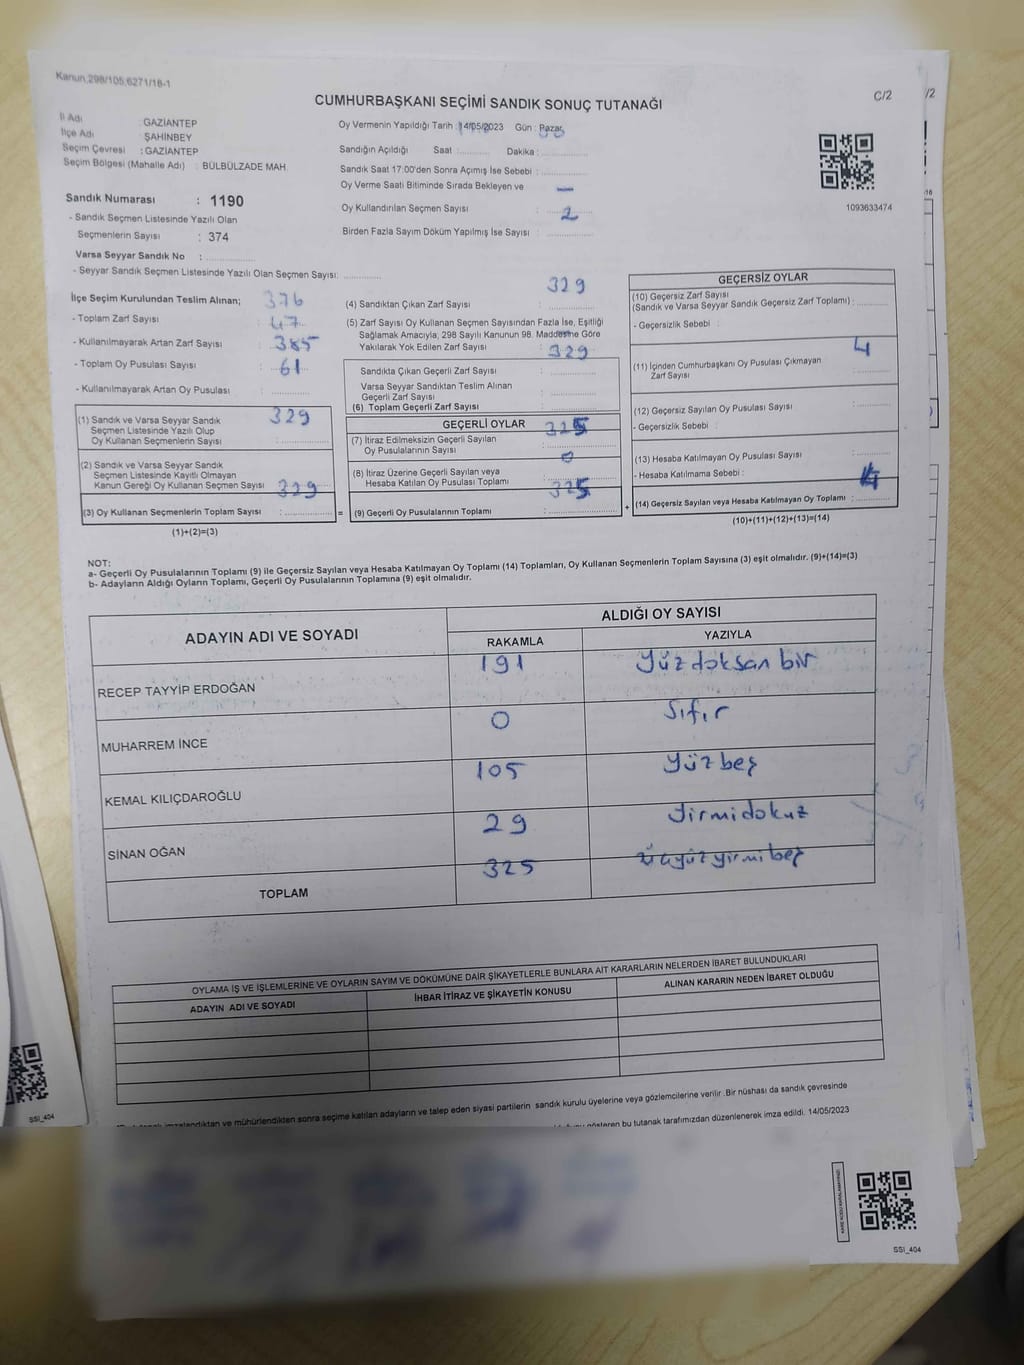 Kanun.298/105,6271/16-1
C/2
/2
CUMHURBAŞKANI SEÇİMİ SANDIK SONUÇ TUTANAĞI
İl Adı : GAZİANTEP
İlçe Adı : ŞAHİNBEY
Seçim Çevresi : GAZİANTEP
Seçim Bölgesi (Mahalle Adı) : BÜLBÜLZADE MAH.
Oy Vermenin Yapıldığı Tarih : 14/05/2023 Gün : Pazar
Sandığın Açıldığı Saat : Dakika :
Sandık Saat 17:00'den Sonra Açımış İse Sebebi :
Oy Verme Saati Bitiminde Sırada Bekleyen ve —
Oy Kullandırılan Seçmen Sayısı : 2
Birden Fazla Sayım Döküm Yapılmış İse Sayısı :
1093633474
Sandık Numarası : 1190
- Sandık Seçmen Listesinde Yazılı Olan
Seçmenlerin Sayısı : 374
Varsa Seyyar Sandık No :
- Seyyar Sandık Seçmen Listesinde Yazılı Olan Seçmen Sayısı:
İlçe Seçim Kurulundan Teslim Alınan; 376
- Toplam Zarf Sayısı : 47
- Kullanılmayarak Artan Zarf Sayısı : 385
- Toplam Oy Pusulası Sayısı : 61
- Kullanılmayarak Artan Oy Pusulası :
(1) Sandık ve Varsa Seyyar Sandık 329
Seçmen Listesinde Yazılı Olup
Oy Kullanan Seçmenlerin Sayısı :
(2) Sandık ve Varsa Seyyar Sandık
Seçmen Listesinde Kayıtlı Olmayan
Kanun Gereği Oy Kullanan Seçmen Sayısı 329
(3) Oy Kullanan Seçmenlerin Toplam Sayısı :
(1)+(2)=(3)
=
329
(4) Sandıktan Çıkan Zarf Sayısı :
(5) Zarf Sayısı Oy Kullanan Seçmen Sayısından Fazla İse, Eşitliği
Sağlamak Amacıyla, 298 Sayılı Kanunun 98. Maddesine Göre
Yakılarak Yok Edilen Zarf Sayısı : 329
Sandıkta Çıkan Geçerli Zarf Sayısı :
Varsa Seyyar Sandıktan Teslim Alınan
Geçerli Zarf Sayısı :
(6) Toplam Geçerli Zarf Sayısı :
GEÇERLİ OYLAR 325
(7) İtiraz Edilmeksizin Geçerli Sayılan
Oy Pusulası Sayısı : 0
(8) İtiraz Üzerine Geçerli Sayılan veya
Hesaba Katılan Oy Pusulası Toplamı : 325
(9) Geçerli Oy Pusulalarının Toplamı :
+
GEÇERSİZ OYLAR
(10) Geçersiz Zarf Sayısı
(Sandık ve Varsa Seyyar Sandık Geçersiz Zarf Toplamı) :
- Geçersizlik Sebebi :
4
(11) İçinden Cumhurbaşkanı Oy Pusulası Çıkmayan
Zarf Sayısı :
(12) Geçersiz Sayılan Oy Pusulası Sayısı :
- Geçersizlik Sebebi :
(13) Hesaba Katılmayan Oy Pusulası Sayısı :
- Hesaba Katılmama Sebebi : 4
(14) Geçersiz Sayılan veya Hesaba Katılmayan Oy Toplamı :
(10)+(11)+(12)+(13)=(14)
NOT:
a- Geçerli Oy Pusulalarının Toplamı (9) ile Geçersiz Sayılan veya Hesaba Katılmayan Oy Toplamı (14) Toplamları, Oy Kullanan Seçmenlerin Toplam Sayısına (3) eşit olmalıdır. (9)+(14)=(3)
b- Adayların Aldığı Oyların Toplamı, Geçerli Oy Pusulalarının Toplamına (9) eşit olmalıdır.
ADAYIN ADI VE SOYADI ALDIĞI OY SAYISI
RAKAMLA YAZIYLA
RECEP TAYYİP ERDOĞAN 191 Yüzdoksan bir
MUHARREM İNCE 0 Sıfır
KEMAL KILIÇDAROĞLU 105 Yüzbeş
SİNAN OĞAN 29 Yirmidokuz
TOPLAM 325 Üçyüzyirmibeş
OYLAMA İŞ VE İŞLEMLERİNE VE OYLARIN SAYIM VE DÖKÜMÜNE DAİR ŞİKAYETLERLE BUNLARA AİT KARARLARIN NELERDEN İBARET BULUNDUKLARI
ADAYIN ADI VE SOYADI İHBAR İTİRAZ VE ŞİKAYETİN KONUSU ALINAN KARARIN NEDEN İBARET OLDUĞU
mühürlendikten sonra seçime katılan adayların ve talep eden siyasi partilerin sandık kurulu üyelerine veya gözlemcilerine verilir. Bir nüshası da sandık çevresinde
gösteren bu tutanak tarafımızdan düzenlenerek imza edildi. 14/05/2023
SSI_404
SSI_404